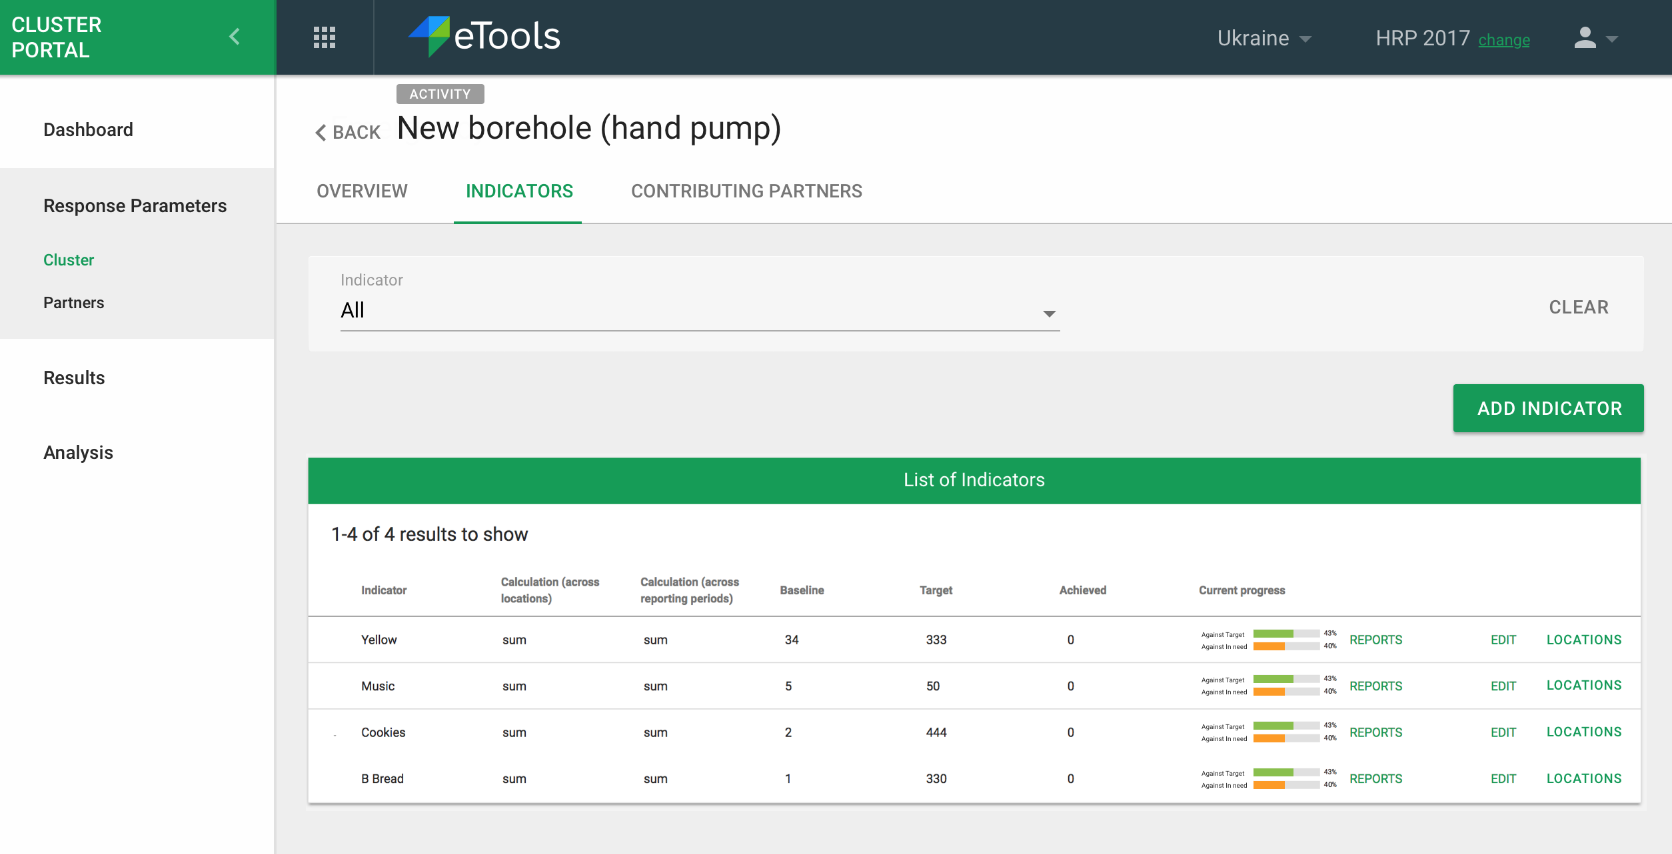 CLUSTER
PORTAL
eTools
Ukraine
HRP 2017 change
ACTIVITY
BACK New borehole (hand pump)
OVERVIEW INDICATORS CONTRIBUTING PARTNERS
Dashboard
Response Parameters
Cluster
Partners
Results
Analysis
Indicator
All
CLEAR
ADD INDICATOR
List of Indicators
1-4 of 4 results to show
Indicator Calculation (across locations) Calculation (across reporting periods) Baseline Target Achieved Current progress
Yellow sum sum 34 333 0 Against Target 43% Against In need 40% REPORTS EDIT LOCATIONS
Music sum sum 5 50 0 Against Target 43% Against In need 40% REPORTS EDIT LOCATIONS
Cookies sum sum 2 444 0 Against Target 43% Against In need 40% REPORTS EDIT LOCATIONS
B Bread sum sum 1 330 0 Against Target 43% Against In need 40% REPORTS EDIT LOCATIONS